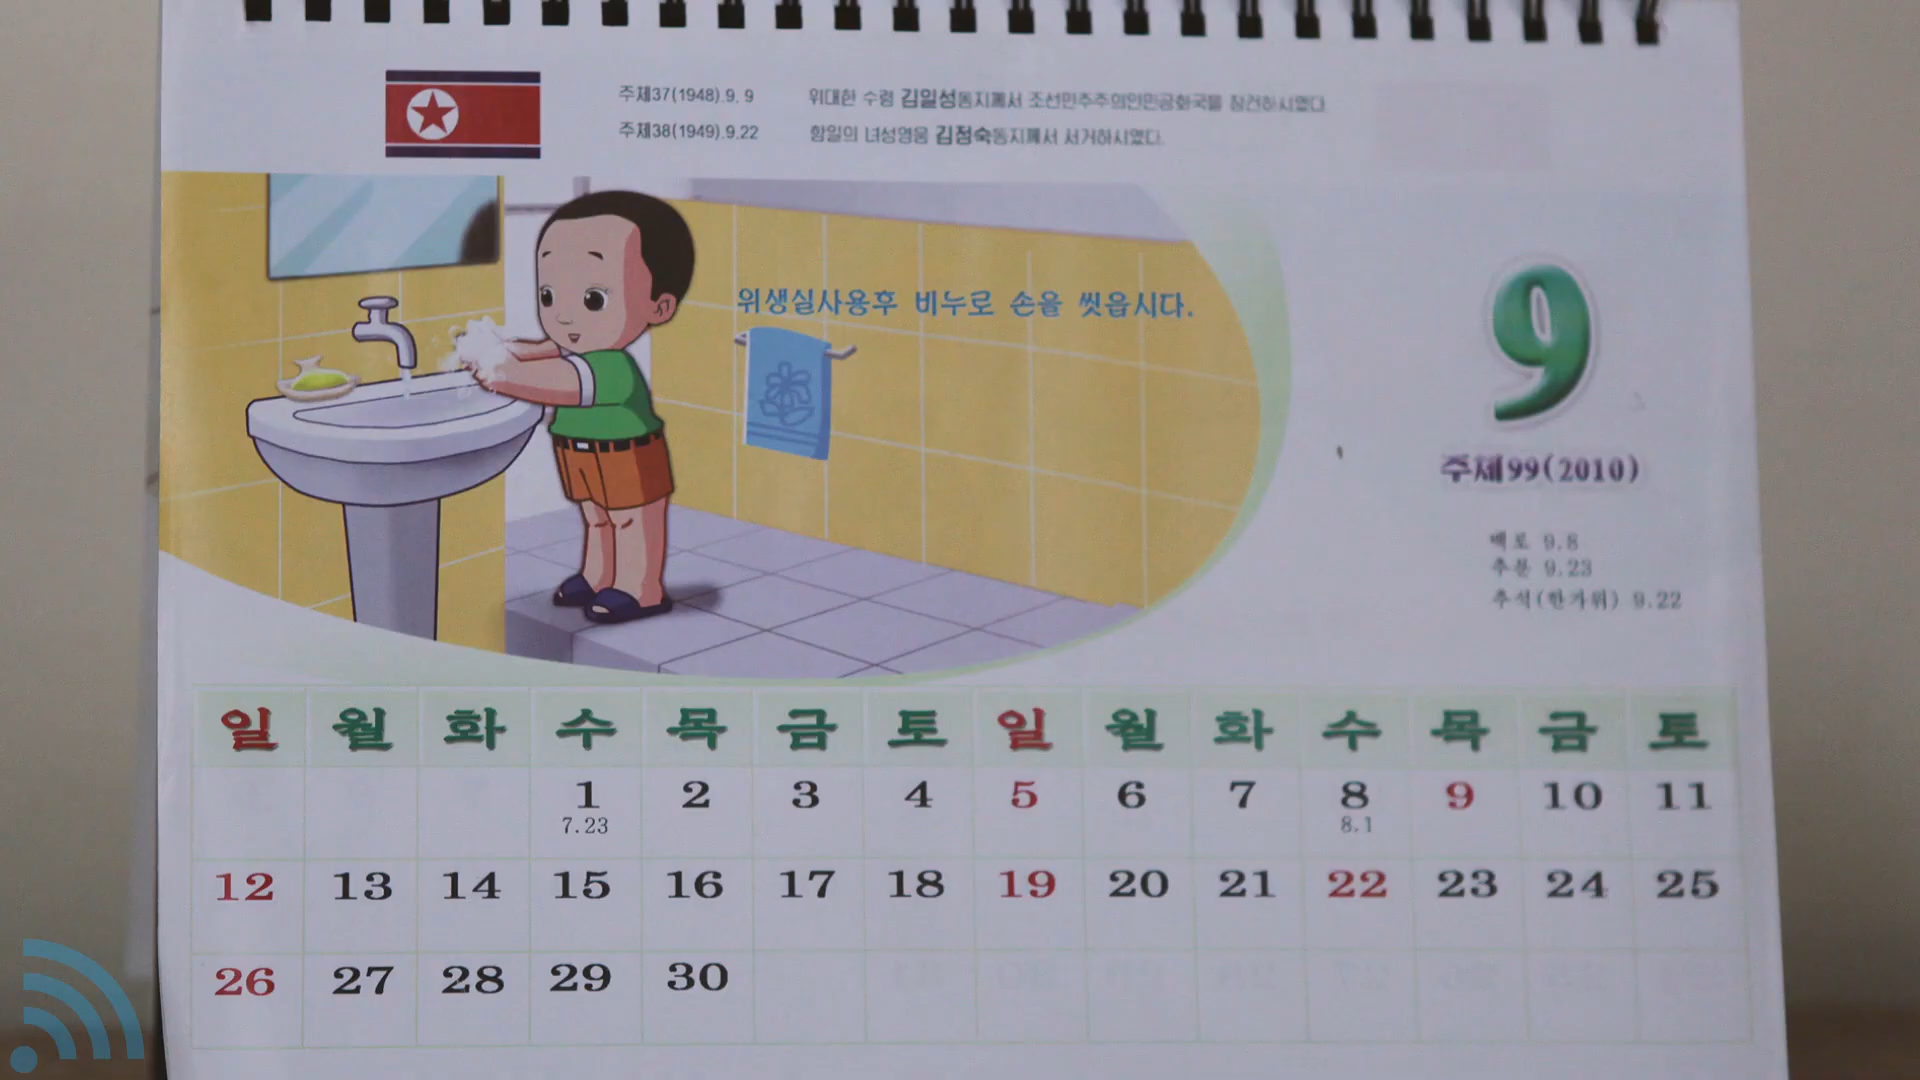 주체37(1948).9.9 위대한 수령 김일성동지께서 조선민주주의인민공화국을 창건하시였다.
주체38(1949).9.22 항일의 녀성영웅 김정숙동지께서 서거하시였다.
위생실사용후 비누로 손을 씻읍시다.
9
주체99(2010)
백로 9.8
추분 9.23
추석(한가위) 9.22
일 월 화 수 목 금 토 일 월 화 수 목 금 토
1 2 3 4 5 6 7 8 9 10 11
7.23 8.1
12 13 14 15 16 17 18 19 20 21 22 23 24 25
26 27 28 29 30